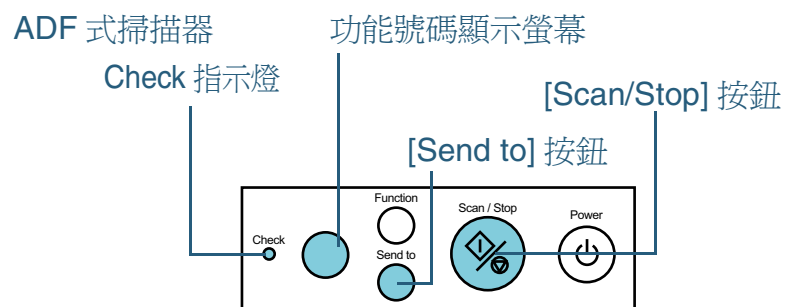 ADF 式掃描器
功能號碼顯示螢幕
Check 指示燈
[Scan/Stop] 按鈕
[Send to] 按鈕
Function
Scan / Stop
Power
Check
Send to